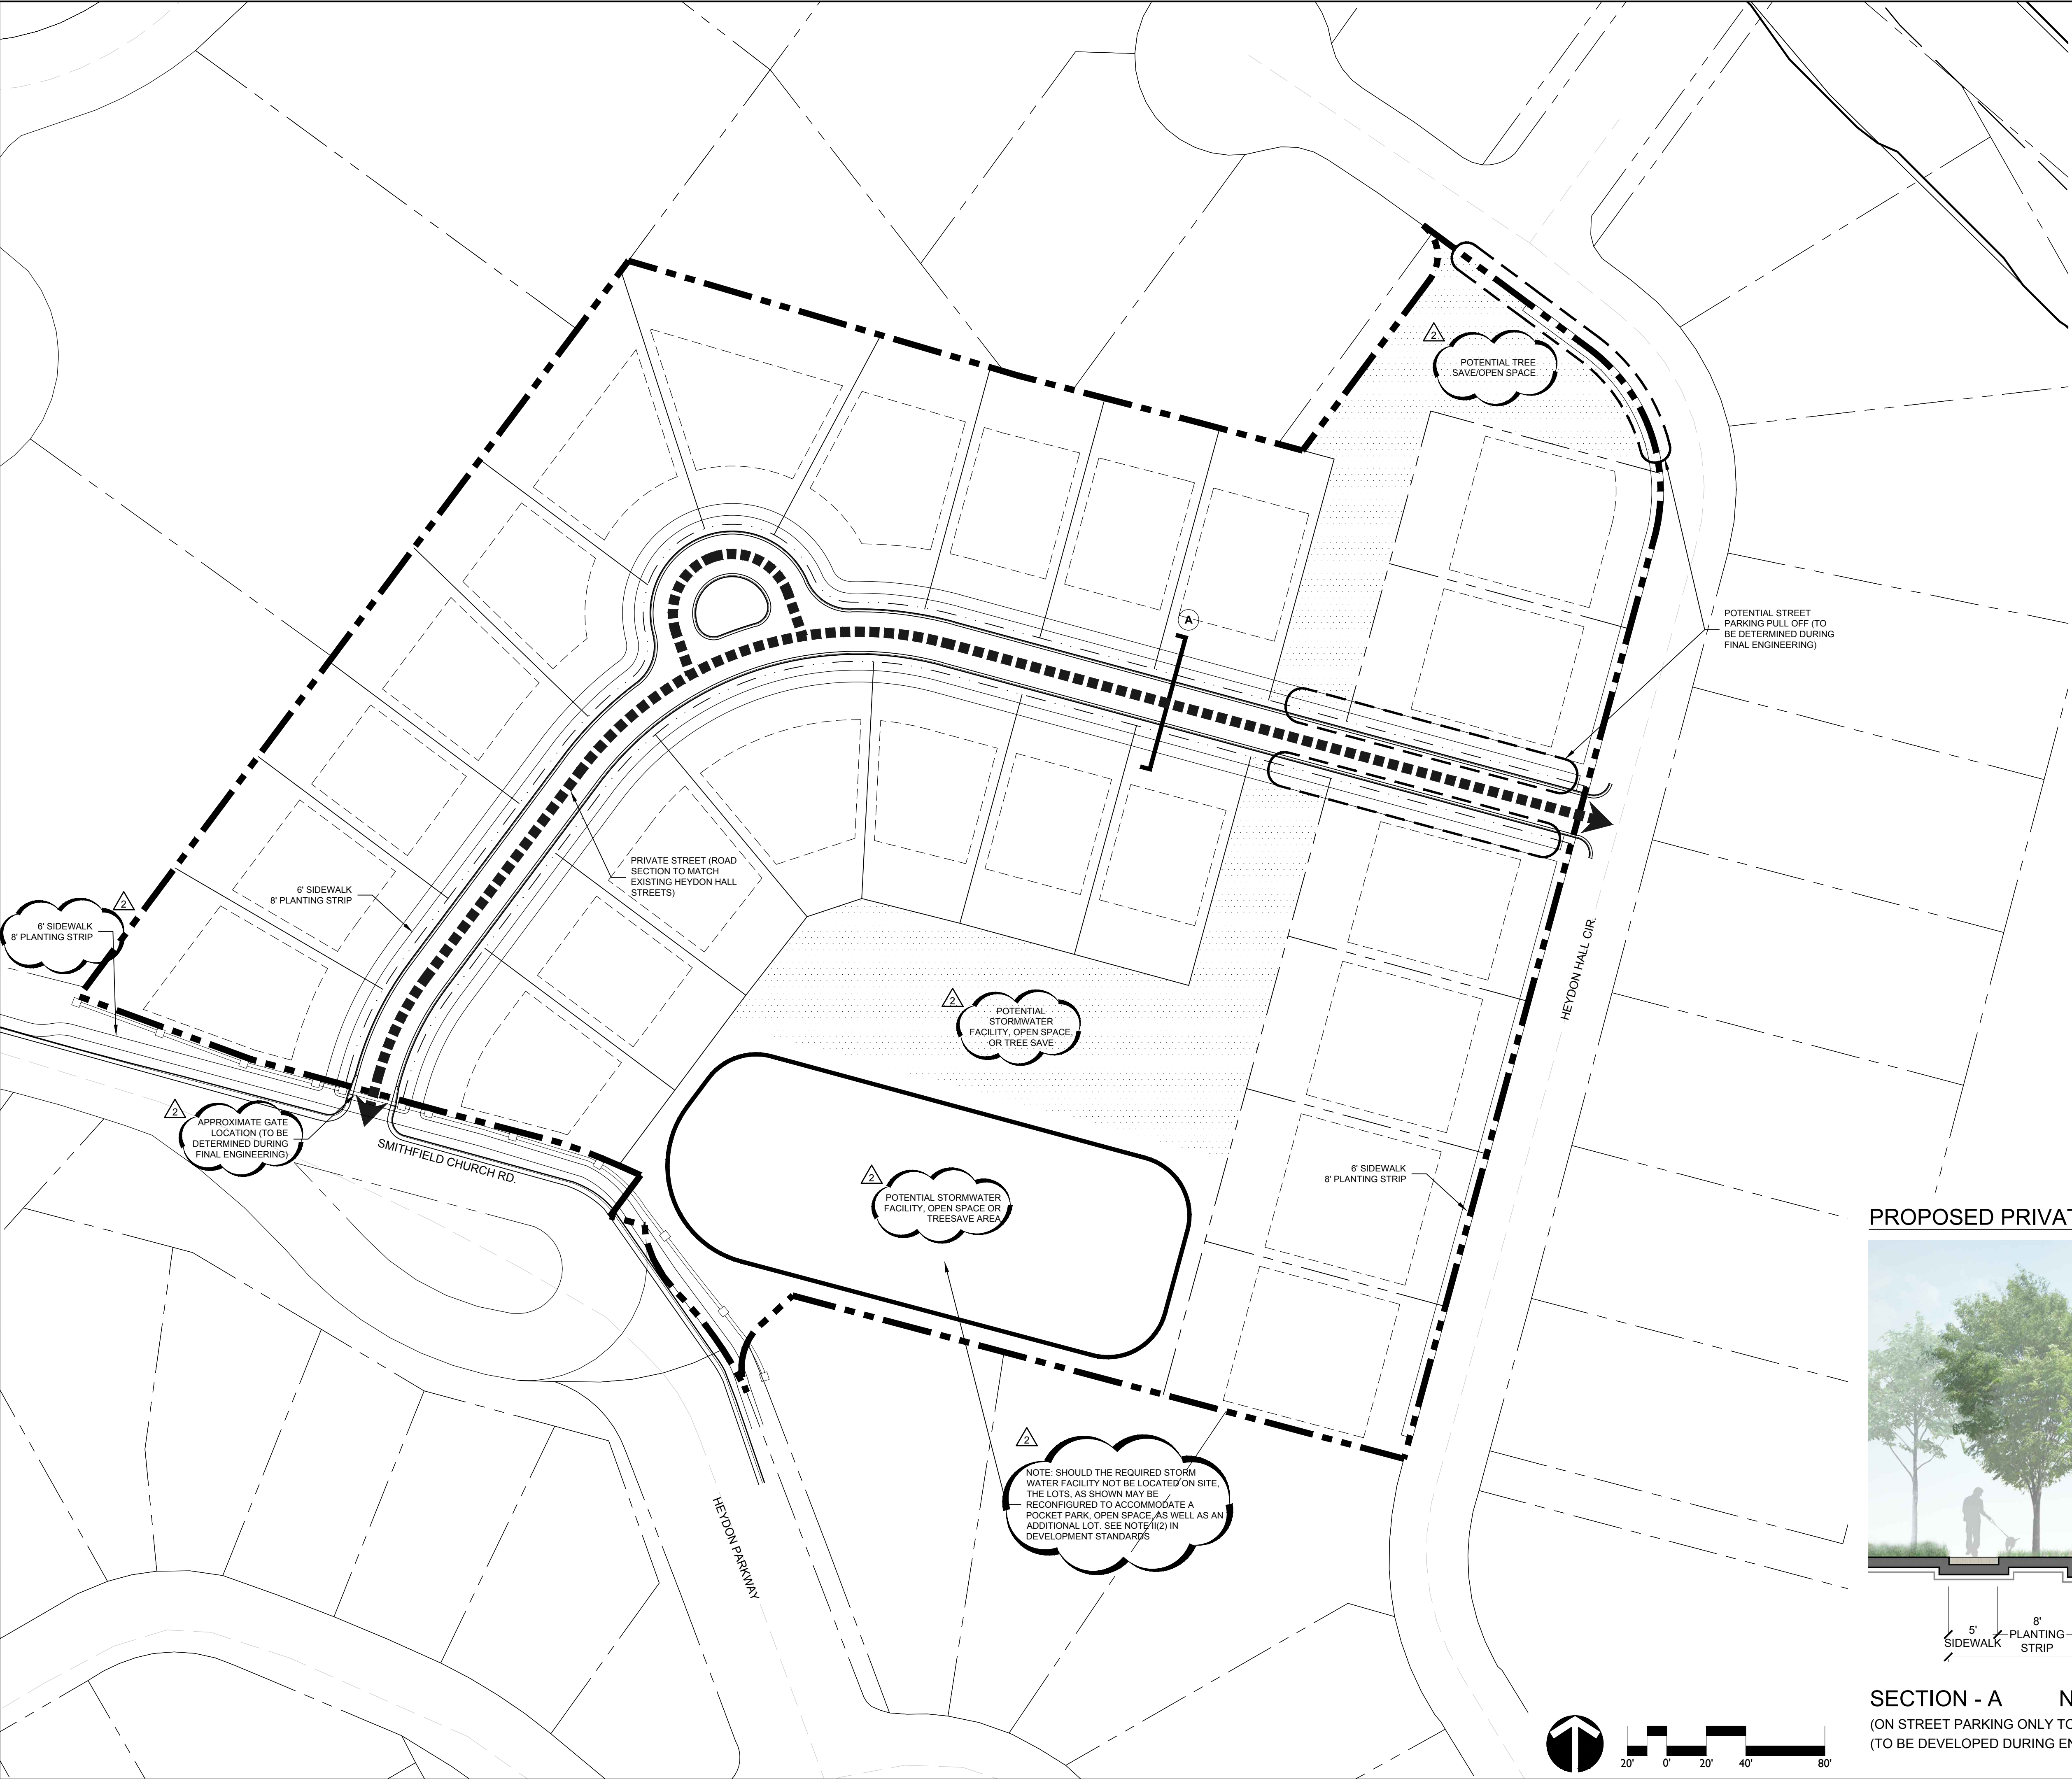 2
POTENTIAL TREE
SAVE/OPEN SPACE
A
POTENTIAL STREET
PARKING PULL OFF (TO
BE DETERMINED DURING
FINAL ENGINEERING)
PRIVATE STREET (ROAD
SECTION TO MATCH
EXISTING HEYDON HALL
STREETS)
6' SIDEWALK
8' PLANTING STRIP
2
6' SIDEWALK
8' PLANTING STRIP
HEYDON HALL CIR.
2
POTENTIAL
STORMWATER
FACILITY, OPEN SPACE,
OR TREE SAVE
2
APPROXIMATE GATE
LOCATION (TO BE
DETERMINED DURING
FINAL ENGINEERING)
SMITHFIELD CHURCH RD.
2
POTENTIAL STORMWATER
FACILITY, OPEN SPACE OR
TREESAVE AREA
6' SIDEWALK
8' PLANTING STRIP
2
NOTE: SHOULD THE REQUIRED STORM
WATER FACILITY NOT BE LOCATED ON SITE,
THE LOTS, AS SHOWN MAY BE
RECONFIGURED TO ACCOMMODATE A
POCKET PARK, OPEN SPACE, AS WELL AS AN
ADDITIONAL LOT. SEE NOTE II(2) IN
DEVELOPMENT STANDARDS
HEYDON PARKWAY
PROPOSED PRIVAT
5'
SIDEWALK
8'
PLANTING
STRIP
SECTION - A N
(ON STREET PARKING ONLY TO
(TO BE DEVELOPED DURING EN
20' 0' 20' 40' 80'